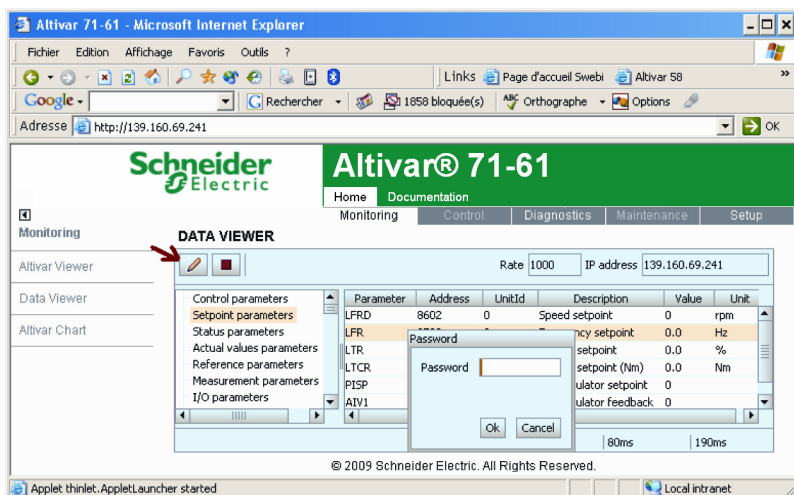 Altivar 71-61 - Microsoft Internet Explorer
Fichier Edition Affichage Favoris Outils ?
Links Page d'accueil Swebi Altivar 58 »
Google Rechercher 1858 bloquée(s) ABC Orthographe Options
Adresse http://139.160.69.241 OK
Schneider Electric
Altivar® 71-61
Home Documentation
Monitoring Control Diagnostics Maintenance Setup
Monitoring
Altivar Viewer
Data Viewer
Altivar Chart
DATA VIEWER
Rate 1000 IP address 139.160.69.241
Control parameters
Setpoint parameters
Status parameters
Actual values parameters
Reference parameters
Measurement parameters
I/O parameters
Parameter Address UnitId Description Value Unit
LFRD 8602 0 Speed setpoint 0 rpm
LFR ncy setpoint 0.0 Hz
LTR setpoint 0.0 %
LTCR setpoint (Nm) 0.0 Nm
PISP ulator setpoint 0
AIV1 ulator feedback 0
Password
Password
Ok Cancel
80ms 190ms
© 2009 Schneider Electric. All Rights Reserved.
Applet thinlet.AppletLauncher started Local intranet